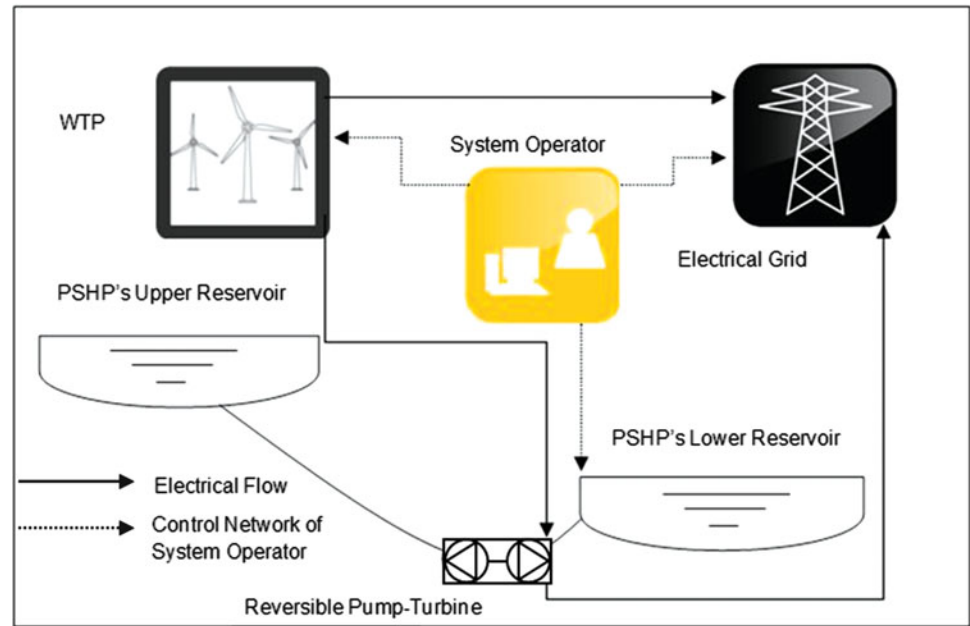 WTP
System Operator
Electrical Grid
PSHP's Upper Reservoir
PSHP's Lower Reservoir
Electrical Flow
Control Network of
System Operator
Reversible Pump-Turbine